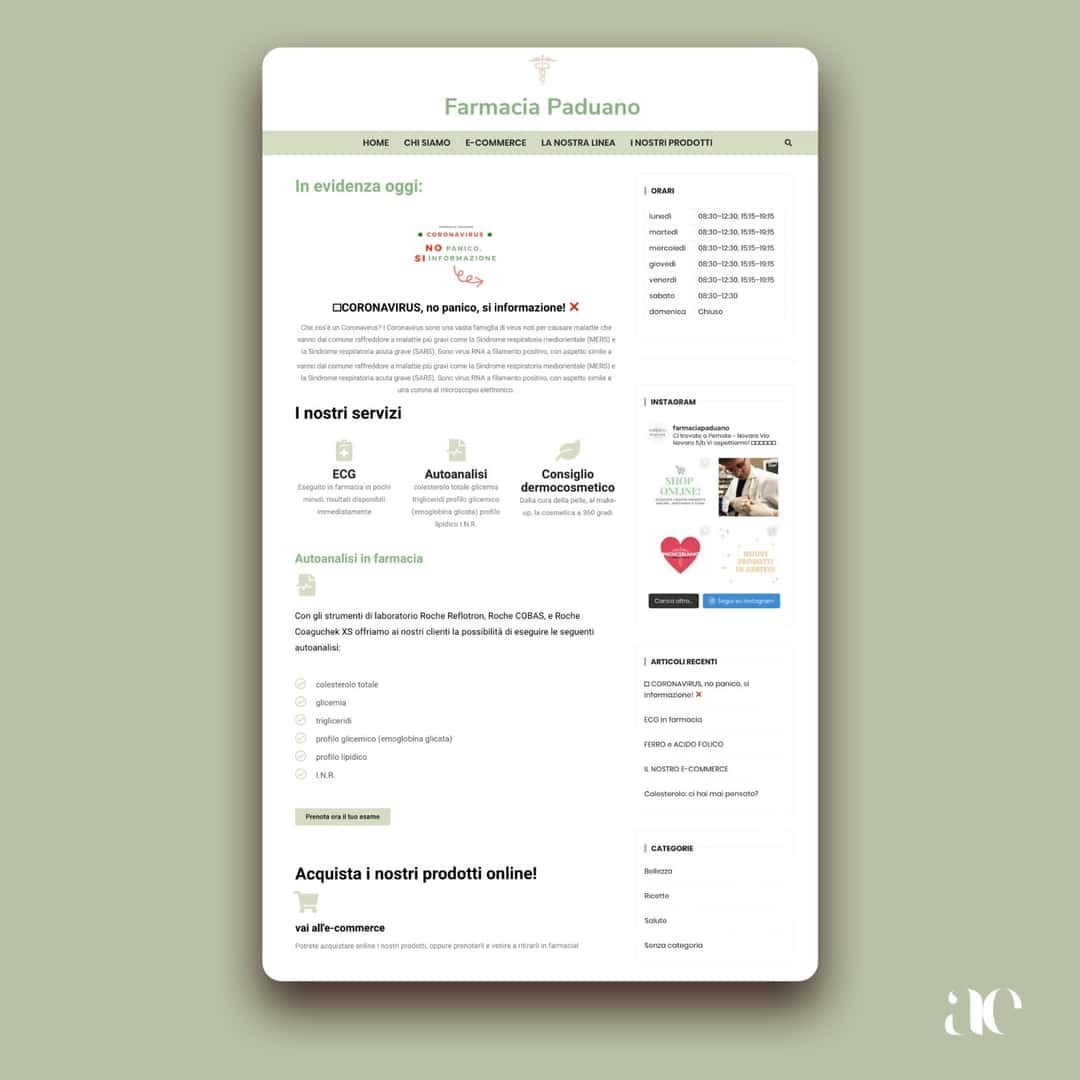 Farmacia Paduano
HOME CHI SIAMO E-COMMERCE LA NOSTRA LINEA I NOSTRI PRODOTTI
In evidenza oggi:
CORONAVIRUS
NO PANICO,
SI INFORMAZIONE
☐CORONAVIRUS, no panico, si informazione! ❌
Che cos'è un Coronavirus? I Coronavirus sono una vasta famiglia di virus noti per causare malattie che
vanno dal comune raffreddore a malattie più gravi come la Sindrome respiratoria mediorientale (MERS) e
la Sindrome respiratoria acuta grave (SARS). Sono virus RNA a filamento positivo, con aspetto simile a
vanno dal comune raffreddore a malattie più gravi come la Sindrome respiratoria mediorientale (MERS) e
la Sindrome respiratoria acuta grave (SARS). Sono virus RNA a filamento positivo, con aspetto simile a
una corona al microscopio elettronico.
I nostri servizi
ECG
Eseguito in farmacia in pochi
minuti, risultati disponibili
immediatamente
Autoanalisi
colesterolo totale glicemia
trigliceridi profilo glicemico
(emoglobina glicata) profilo
lipidico I.N.R.
Consiglio
dermocosmetico
Dalla cura della pelle, al make-
up, la cosmetica a 360 gradi
Autoanalisi in farmacia
Con gli strumenti di laboratorio Roche Reflotron, Roche COBAS, e Roche
Coaguchek XS offriamo ai nostri clienti la possibilità di eseguire le seguenti
autoanalisi:
colesterolo totale
glicemia
trigliceridi
profilo glicemico (emoglobina glicata)
profilo lipidico
I.N.R.
Prenota ora il tuo esame
Acquista i nostri prodotti online!
vai all'e-commerce
Potrete acquistare online i nostri prodotti, oppure prenotarli e venire a ritirarli in farmacia!
ORARI
lunedì 08:30–12:30, 15:15–19:15
martedì 08:30–12:30, 15:15–19:15
mercoledì 08:30–12:30, 15:15–19:15
giovedì 08:30–12:30, 15:15–19:15
venerdì 08:30–12:30, 15:15–19:15
sabato 08:30–12:30
domenica Chiuso
INSTAGRAM
farmaciapaduano
Ci trovate a Pernate - Novara Via
Novara 11/b Vi aspettiamo! ☐☐☐☐☐☐
SHOP
ONLINE?
NUOVI
PRODOTTI
IN ARRIVO!
Carica altro... Segui su Instagram
ARTICOLI RECENTI
☐ CORONAVIRUS, no panico, si
informazione! ❌
ECG in farmacia
FERRO e ACIDO FOLICO
IL NOSTRO E-COMMERCE
Colesterolo: ci hai mai pensato?
CATEGORIE
Bellezza
Ricette
Salute
Senza categoria
ae